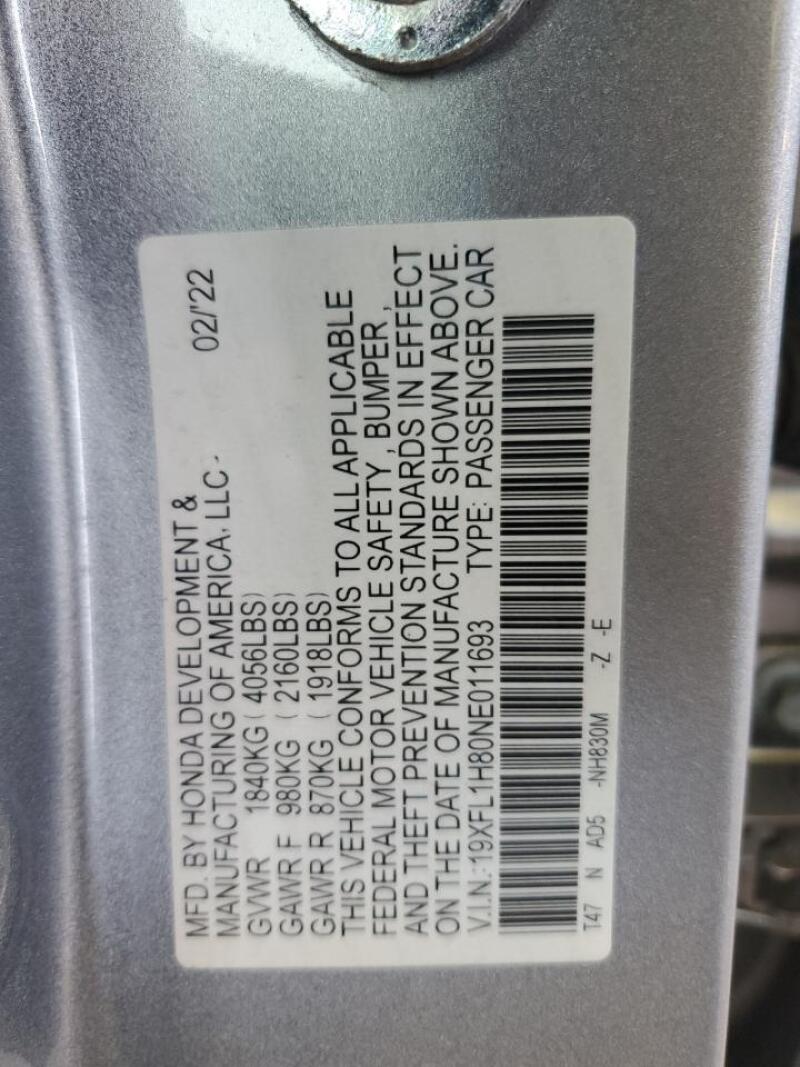 MFD. BY HONDA DEVELOPMENT &
MANUFACTURING OF AMERICA, LLC. 02/'22
GVWR 1840KG ( 4056LBS)
GAWR F 980KG ( 2160LBS)
GAWR R 870KG ( 1918LBS)
THIS VEHICLE CONFORMS TO ALL APPLICABLE
FEDERAL MOTOR VEHICLE SAFETY, BUMPER,
AND THEFT PREVENTION STANDARDS IN EFFECT
ON THE DATE OF MANUFACTURE SHOWN ABOVE.
V.I.N.:19XFL1H80NE011693 TYPE: PASSENGER CAR
T47 N AD5 -NH830M -Z -E